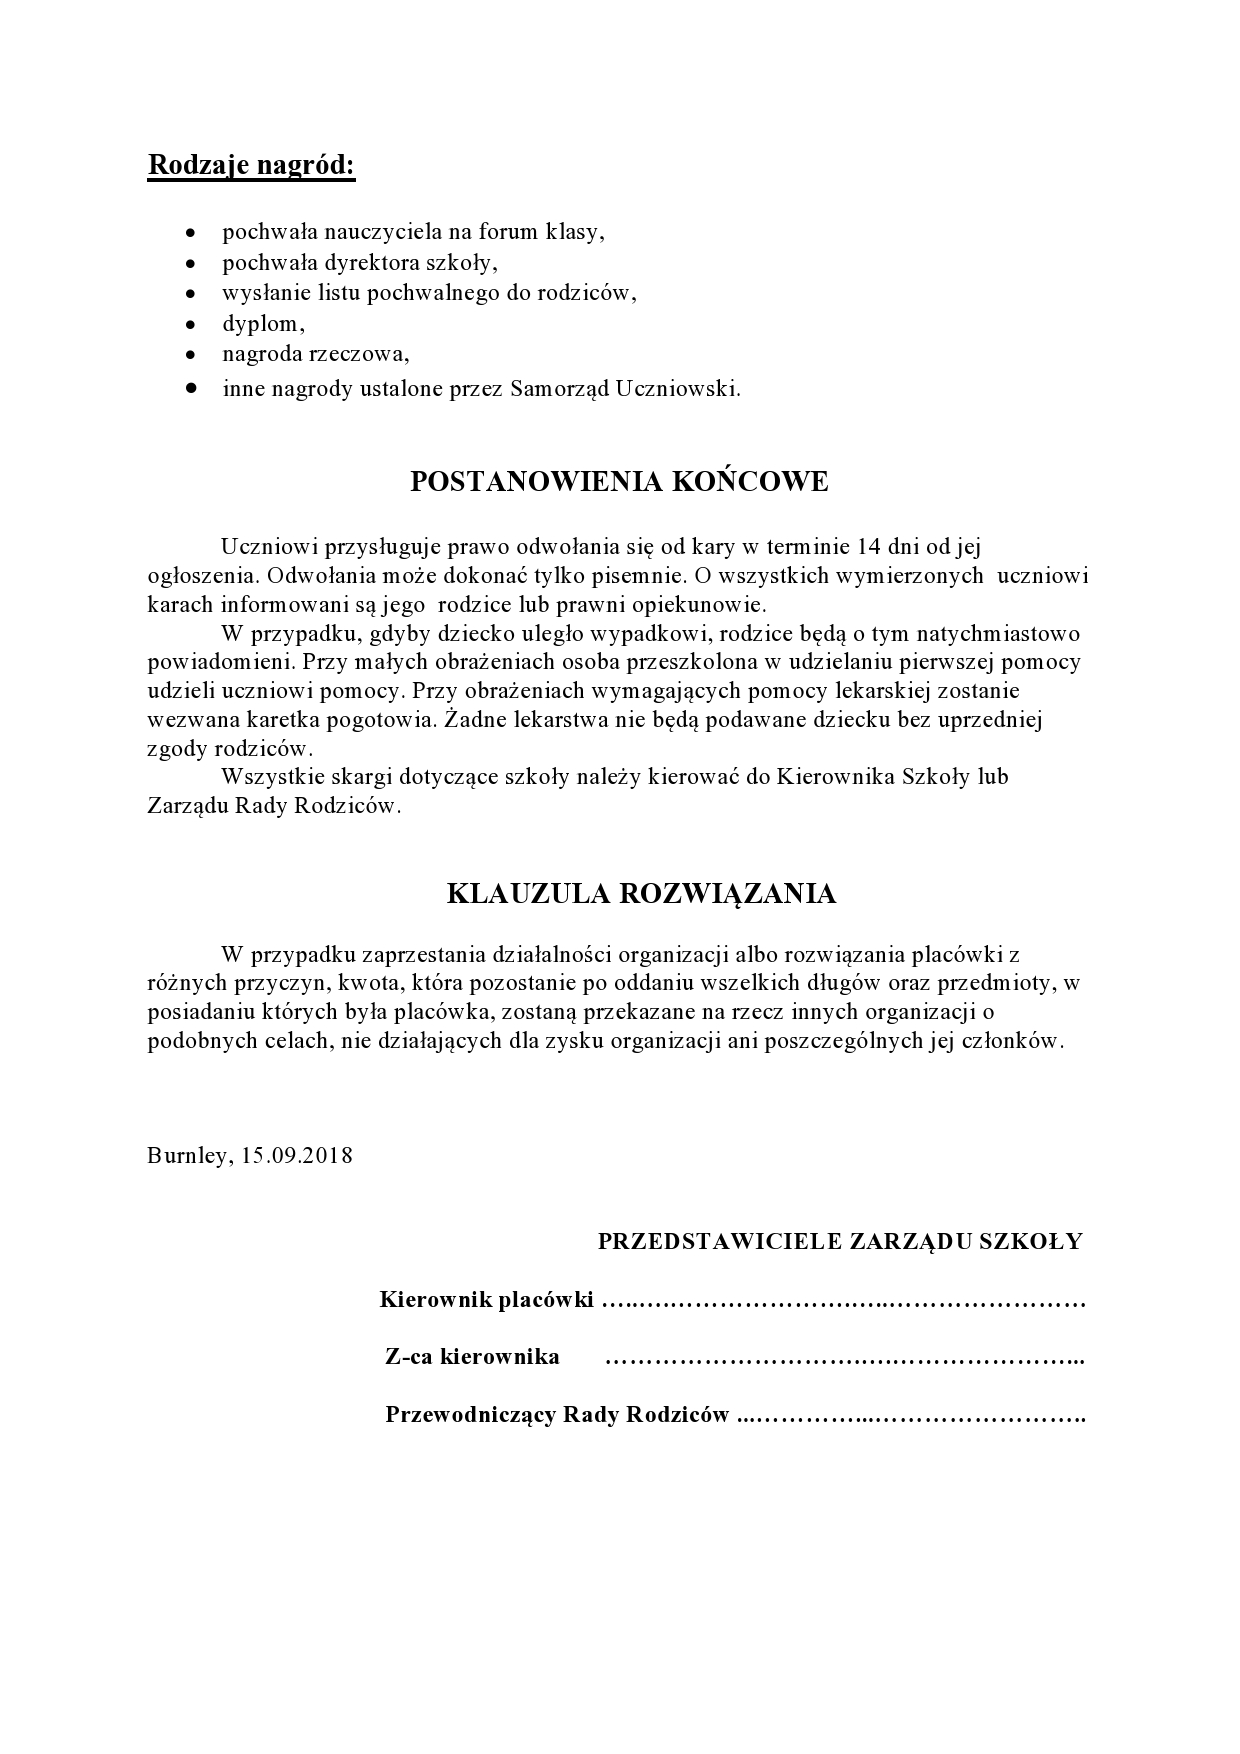 Rodzaje nagród:
• pochwała nauczyciela na forum klasy,
• pochwała dyrektora szkoły,
• wysłanie listu pochwalnego do rodziców,
• dyplom,
• nagroda rzeczowa,
• inne nagrody ustalone przez Samorząd Uczniowski.
POSTANOWIENIA KOŃCOWE
Uczniowi przysługuje prawo odwołania się od kary w terminie 14 dni od jej
ogłoszenia. Odwołania może dokonać tylko pisemnie. O wszystkich wymierzonych  uczniowi
karach informowani są jego  rodzice lub prawni opiekunowie.
W przypadku, gdyby dziecko uległo wypadkowi, rodzice będą o tym natychmiastowo
powiadomieni. Przy małych obrażeniach osoba przeszkolona w udzielaniu pierwszej pomocy
udzieli uczniowi pomocy. Przy obrażeniach wymagających pomocy lekarskiej zostanie
wezwana karetka pogotowia. Żadne lekarstwa nie będą podawane dziecku bez uprzedniej
zgody rodziców.
Wszystkie skargi dotyczące szkoły należy kierować do Kierownika Szkoły lub
Zarządu Rady Rodziców.
KLAUZULA ROZWIĄZANIA
W przypadku zaprzestania działalności organizacji albo rozwiązania placówki z
różnych przyczyn, kwota, która pozostanie po oddaniu wszelkich długów oraz przedmioty, w
posiadaniu których była placówka, zostaną przekazane na rzecz innych organizacji o
podobnych celach, nie działających dla zysku organizacji ani poszczególnych jej członków.
Burnley, 15.09.2018
PRZEDSTAWICIELE ZARZĄDU SZKOŁY
Kierownik placówki …..….………………….…..……………………
Z-ca kierownika ………………………….….…………………...
Przewodniczący Rady Rodziców ...…………...……………………..